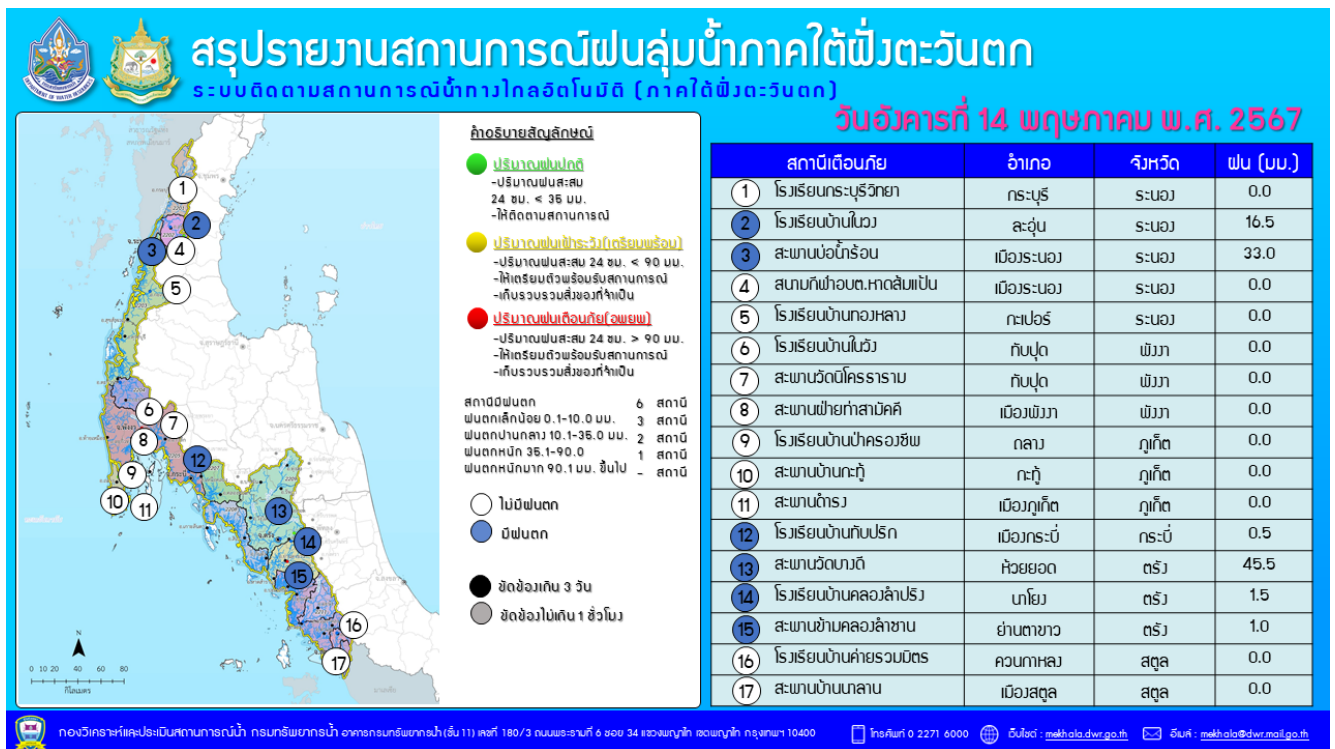 สรุปรายงานสถานการณ์ฝนลุ่มน้ำภาคใต้ฝั่งตะวันตก
ระบบติดตามสถานการณ์น้ำทางไกลอัตโนมัติ (ภาคใต้ฝั่งตะวันตก)
วันอังคารที่ 14 พฤษภาคม พ.ศ. 2567
คำอธิบายสัญลักษณ์
ปริมาณฝนปกติ
-ปริมาณฝนสะสม
24 ชม. < 35 มม.
-ให้ติดตามสถานการณ์
ปริมาณฝนเฝ้าระวัง(เตรียมพร้อม)
-ปริมาณฝนสะสม 24 ชม. < 90 มม.
-ให้เตรียมตัวพร้อมรับสถานการณ์
-เก็บรวบรวมสิ่งของที่จำเป็น
ปริมาณฝนเตือนภัย(อพยพ)
-ปริมาณฝนสะสม 24 ชม. > 90 มม.
-ให้เตรียมตัวพร้อมรับสถานการณ์
-เก็บรวบรวมสิ่งของที่จำเป็น
สถานีมีฝนตก 6 สถานี
ฝนตกเล็กน้อย 0.1-10.0 มม. 3 สถานี
ฝนตกปานกลาง 10.1-35.0 มม. 2 สถานี
ฝนตกหนัก 35.1-90.0 1 สถานี
ฝนตกหนักมาก 90.1 มม. ขึ้นไป - สถานี
ไม่มีฝนตก
มีฝนตก
ขัดข้องเกิน 3 วัน
ขัดข้องไม่เกิน 1 ชั่วโมง
สถานีเตือนภัย อำเภอ จังหวัด ฝน (มม.)
1 โรงเรียนกระบุรีวิทยา กระบุรี ระนอง 0.0
2 โรงเรียนบ้านในวง ละอุ่น ระนอง 16.5
3 สะพานบ่อน้ำร้อน เมืองระนอง ระนอง 33.0
4 สนามกีฬาอบต.หาดส้มแป้น เมืองระนอง ระนอง 0.0
5 โรงเรียนบ้านทองหลาง กะเปอร์ ระนอง 0.0
6 โรงเรียนบ้านในวัง ทับปุด พังงา 0.0
7 สะพานวัดนิโครธาราม ทับปุด พังงา 0.0
8 สะพานฝ่ายท่าสามัคคี เมืองพังงา พังงา 0.0
9 โรงเรียนบ้านป่าครองชีพ ถลาง ภูเก็ต 0.0
10 สะพานบ้านกะทู้ กะทู้ ภูเก็ต 0.0
11 สะพานดำรง เมืองภูเก็ต ภูเก็ต 0.0
12 โรงเรียนบ้านทับปริก เมืองกระบี่ กระบี่ 0.5
13 สะพานวัดบางดี ห้วยยอด ตรัง 45.5
14 โรงเรียนบ้านคลองลำปริง นาโยง ตรัง 1.5
15 สะพานข้ามคลองลำชาน ย่านตาขาว ตรัง 1.0
16 โรงเรียนบ้านค่ายรวมมิตร ควนกาหลง สตูล 0.0
17 สะพานบ้านนาลาน เมืองสตูล สตูล 0.0
1
2
3 4
5
6
7
8
9
10 11
12
13
14
15
16
17
N
0 10 20 40 60 80
กิโลเมตร
กองวิเคราะห์และประเมินสถานการณ์น้ำ กรมทรัพยากรน้ำ อาคารกรมทรัพยากรน้ำ (ชั้น 11) เลขที่ 180/3 ถนนพระรามที่ 6 ซอย 34 แขวงพญาไท เขตพญาไท กรุงเทพฯ 10400 โทรศัพท์ 0 2271 6000 เว็บไซต์ : mekhala.dwr.go.th อีเมล์ : mekhala@dwr.mail.go.th